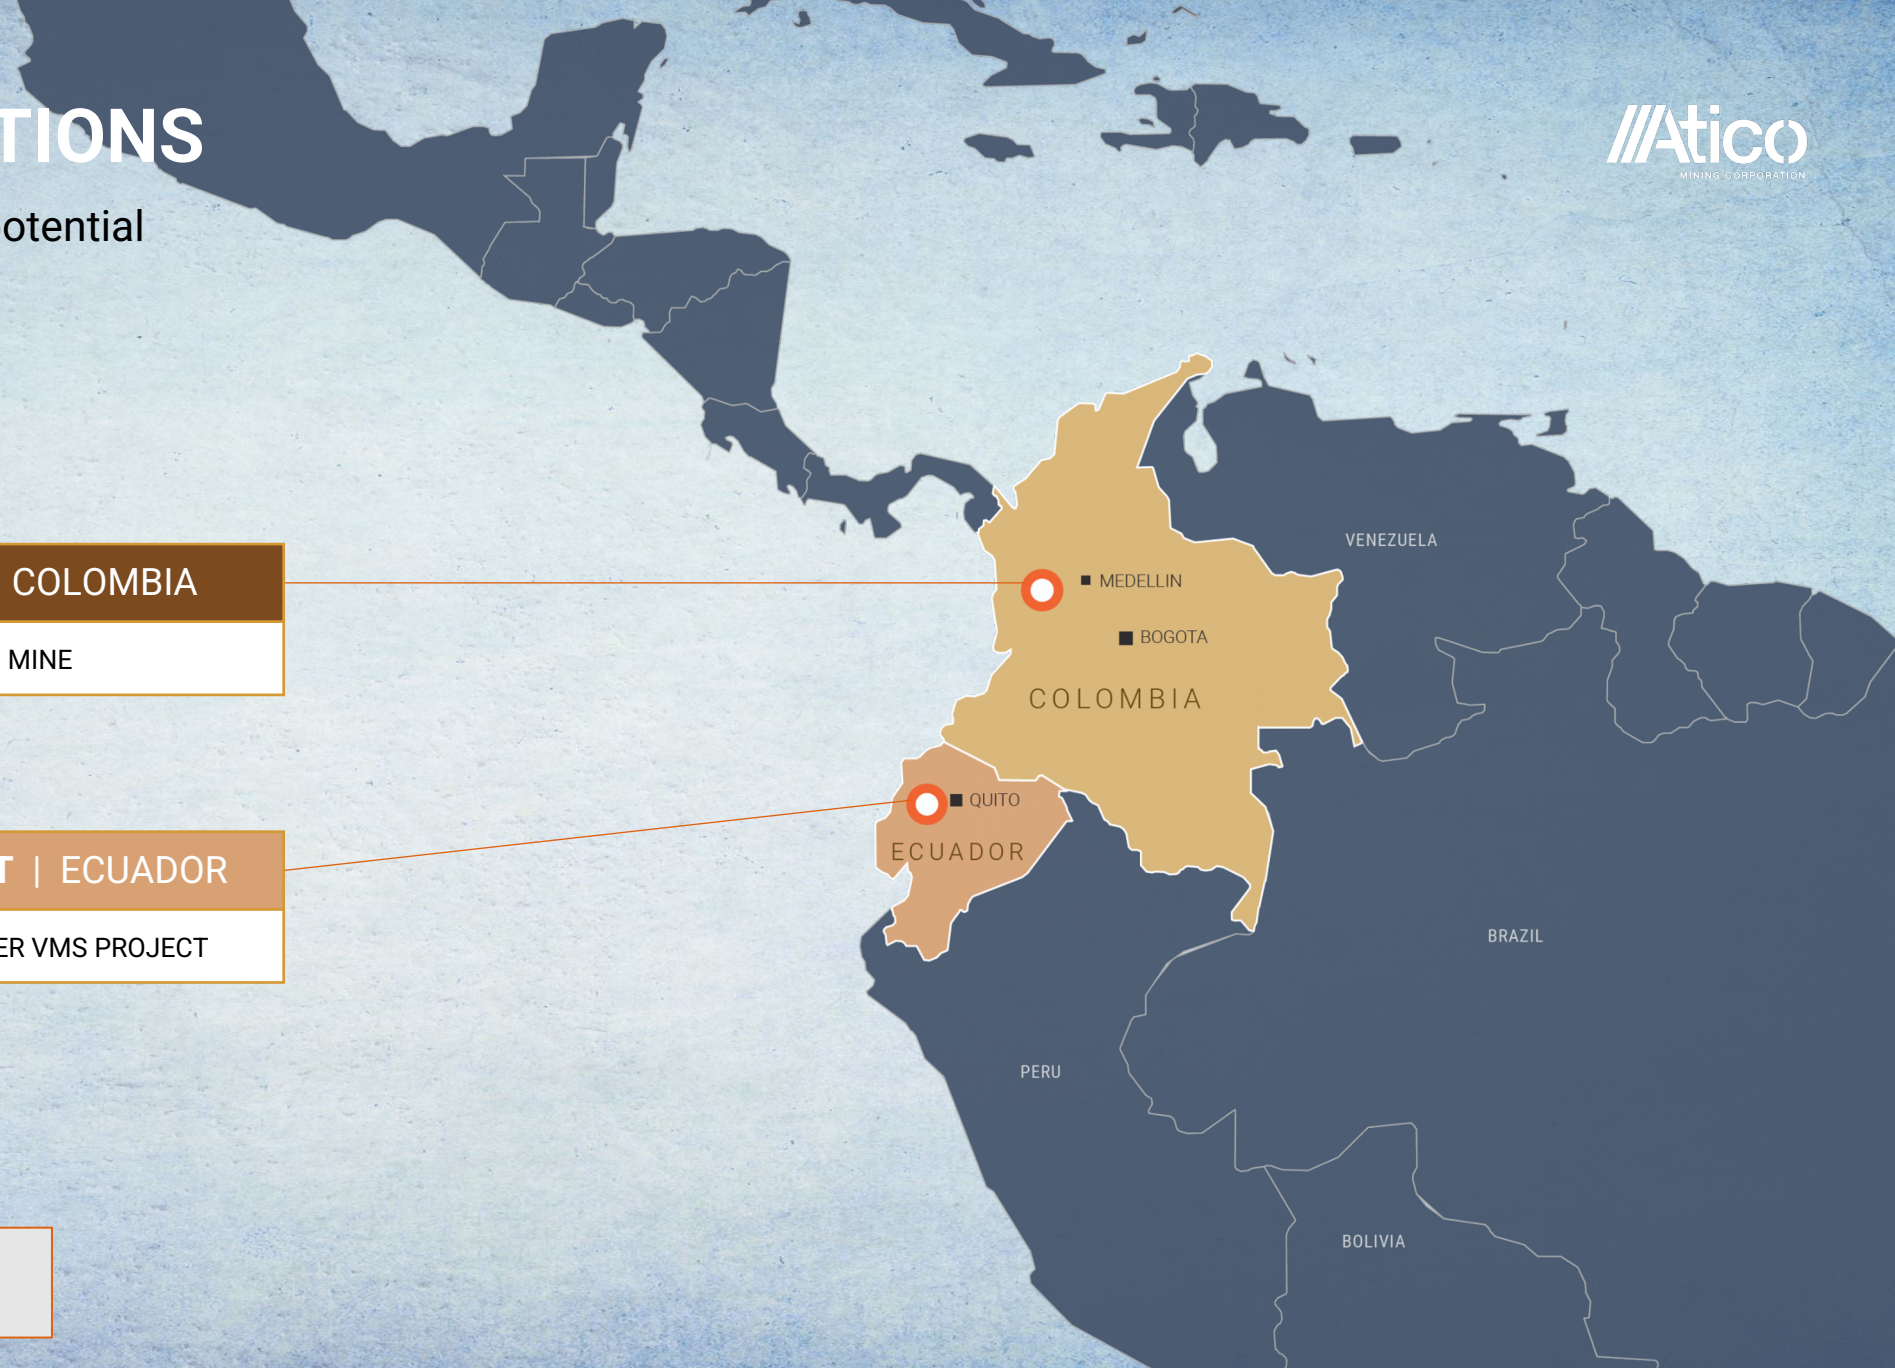 TIONS
Atico
MINING CORPORATION
otential
VENEZUELA
COLOMBIA
MEDELLIN
BOGOTA
MINE
COLOMBIA
QUITO
ECUADOR
T | ECUADOR
ER VMS PROJECT
BRAZIL
PERU
BOLIVIA